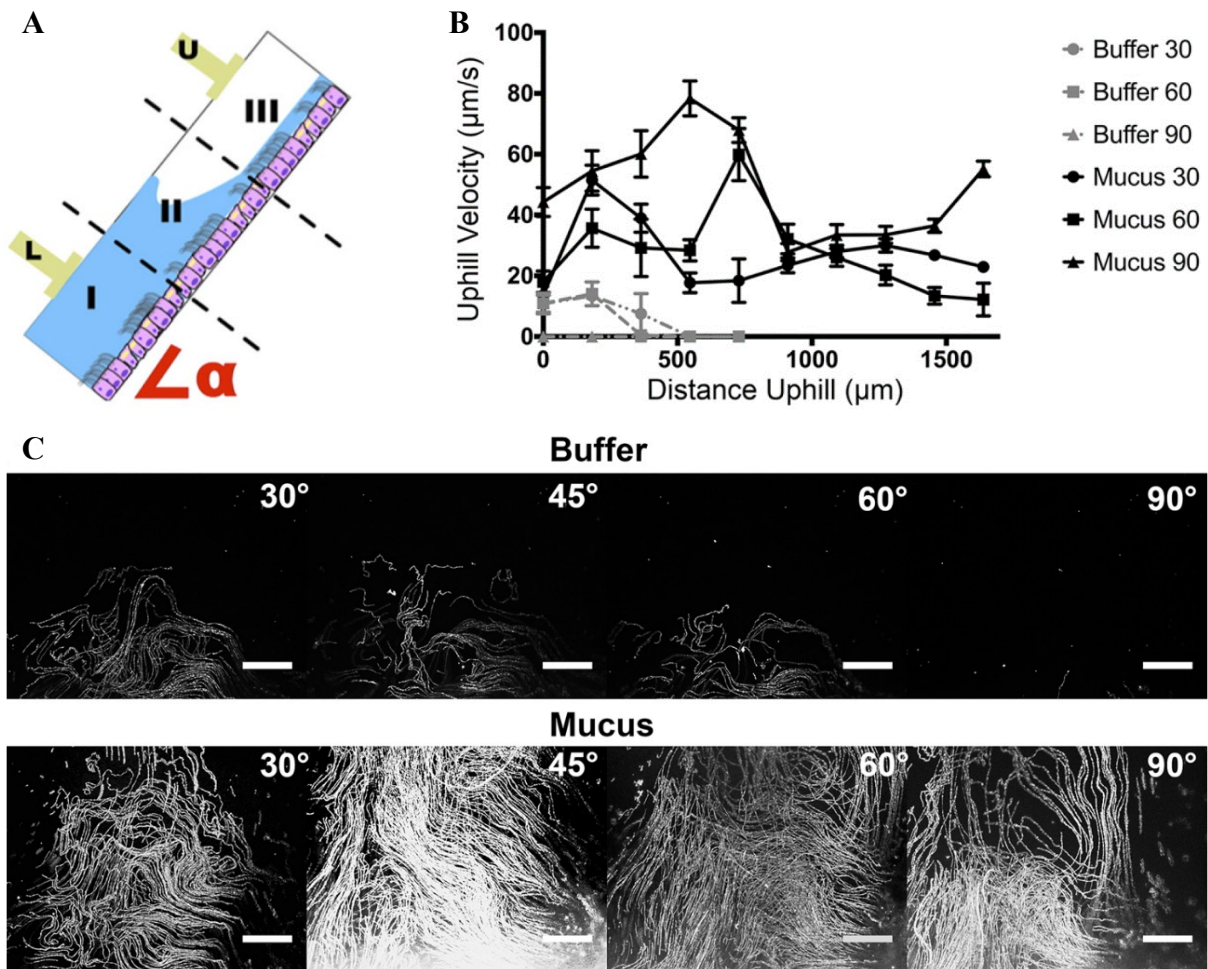 A
U
III
II
L
I
∠α
B
100
80
60
40
20
0
Uphill Velocity (μm/s)
0 500 1000 1500
Distance Uphill (μm)
Buffer 30
Buffer 60
Buffer 90
Mucus 30
Mucus 60
Mucus 90
C
Buffer
30° 45° 60° 90°
Mucus
30° 45° 60° 90°